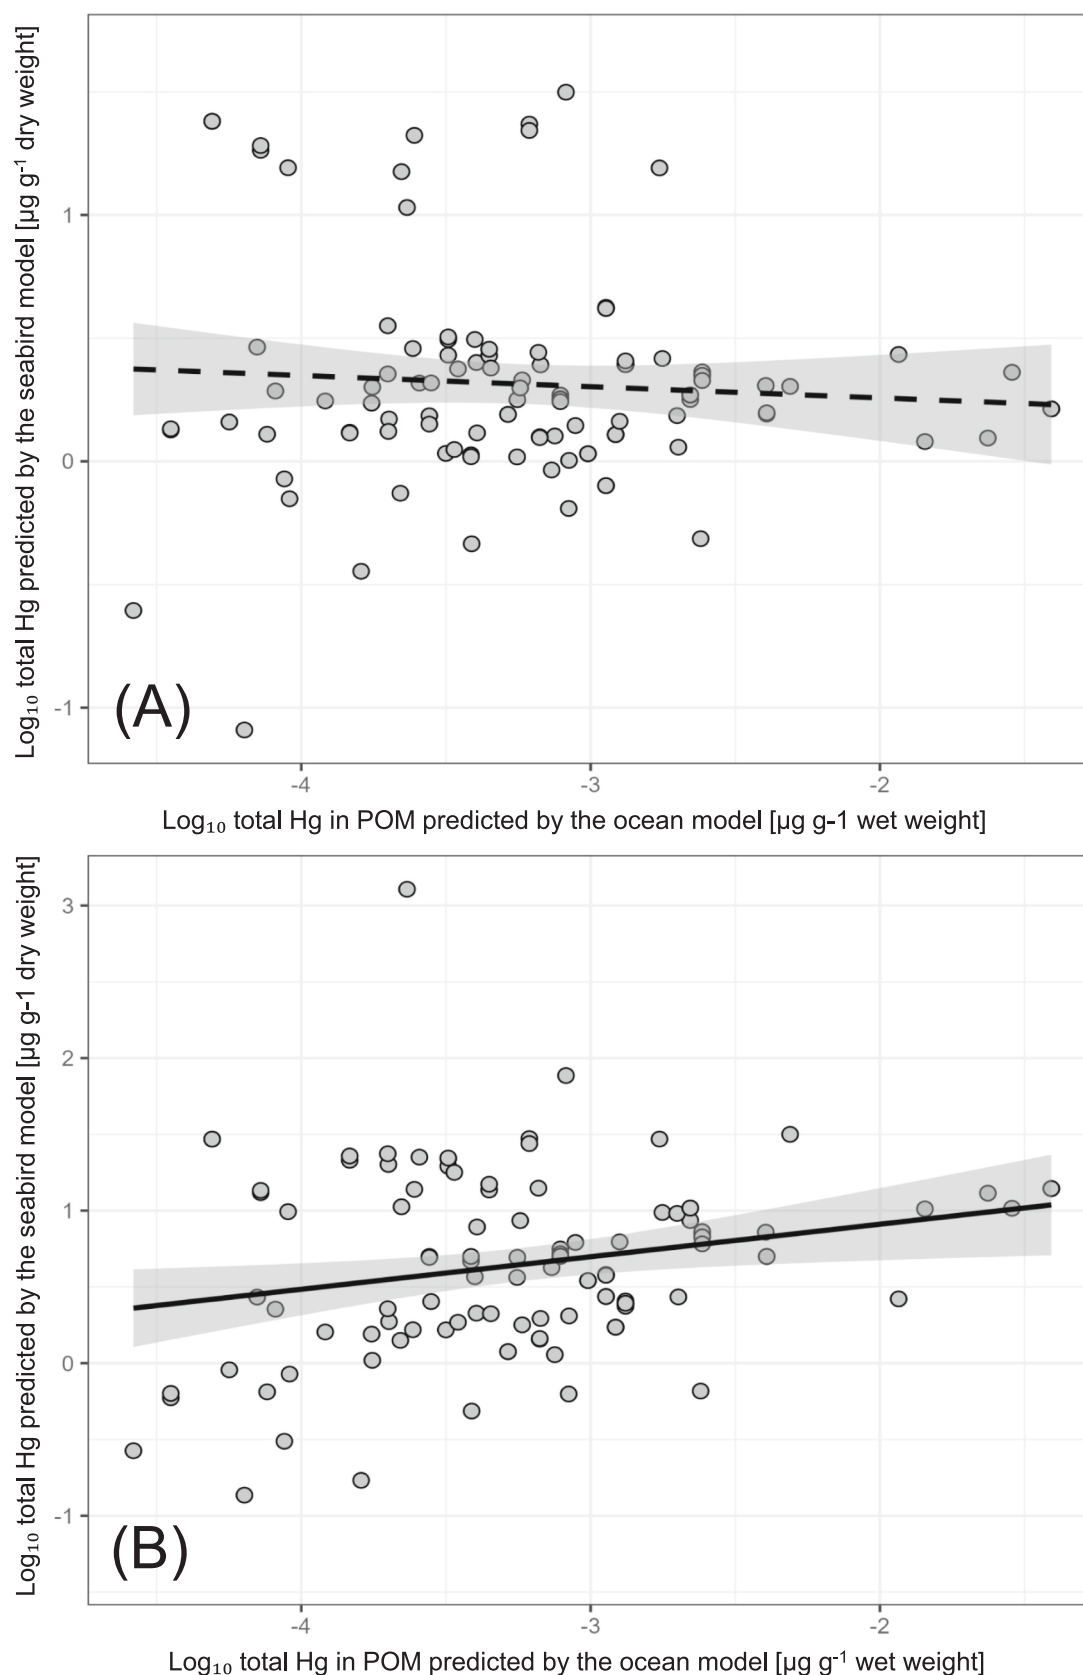 Log₁₀ total Hg predicted by the seabird model [µg g⁻¹ dry weight]
1
0
-1
(A)
-4 -3 -2
Log₁₀ total Hg in POM predicted by the ocean model [µg g-1 wet weight]
Log₁₀ total Hg predicted by the seabird model [µg g-1 dry weight]
3
2
1
0
-1
(B)
-4 -3 -2
Log₁₀ total Hg in POM predicted by the ocean model [µg g⁻¹ wet weight]